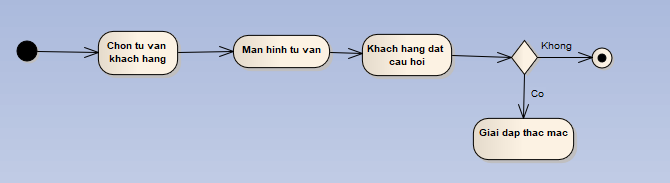 Chon tu van
khach hang
Man hinh tu van
Khach hang dat
cau hoi
Khong
Co
Giai dap thac mac